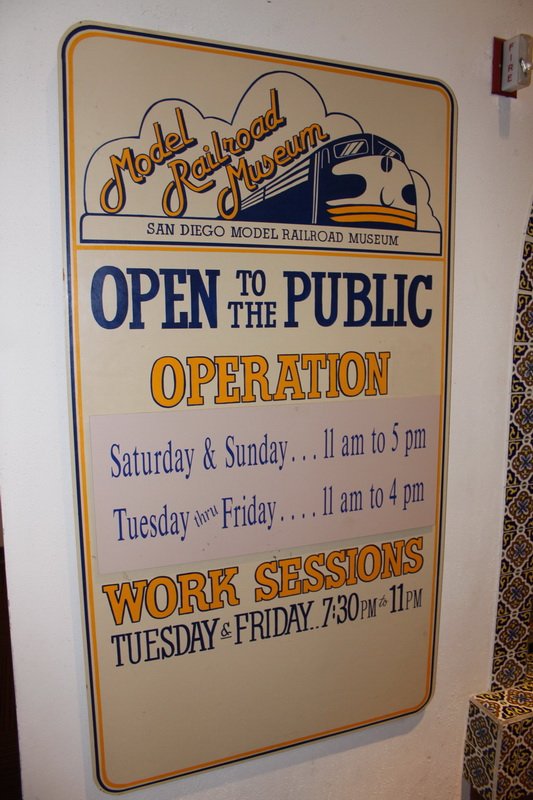 Model
Railroad
Museum
SAN DIEGO MODEL RAILROAD MUSEUM
OPEN TO THE PUBLIC
OPERATION
Saturday & Sunday... 11 am to 5 pm
Tuesday thru Friday.... 11 am to 4 pm
WORK SESSIONS
TUESDAY & FRIDAY.. 7:30 PM to 11 PM
FIRE